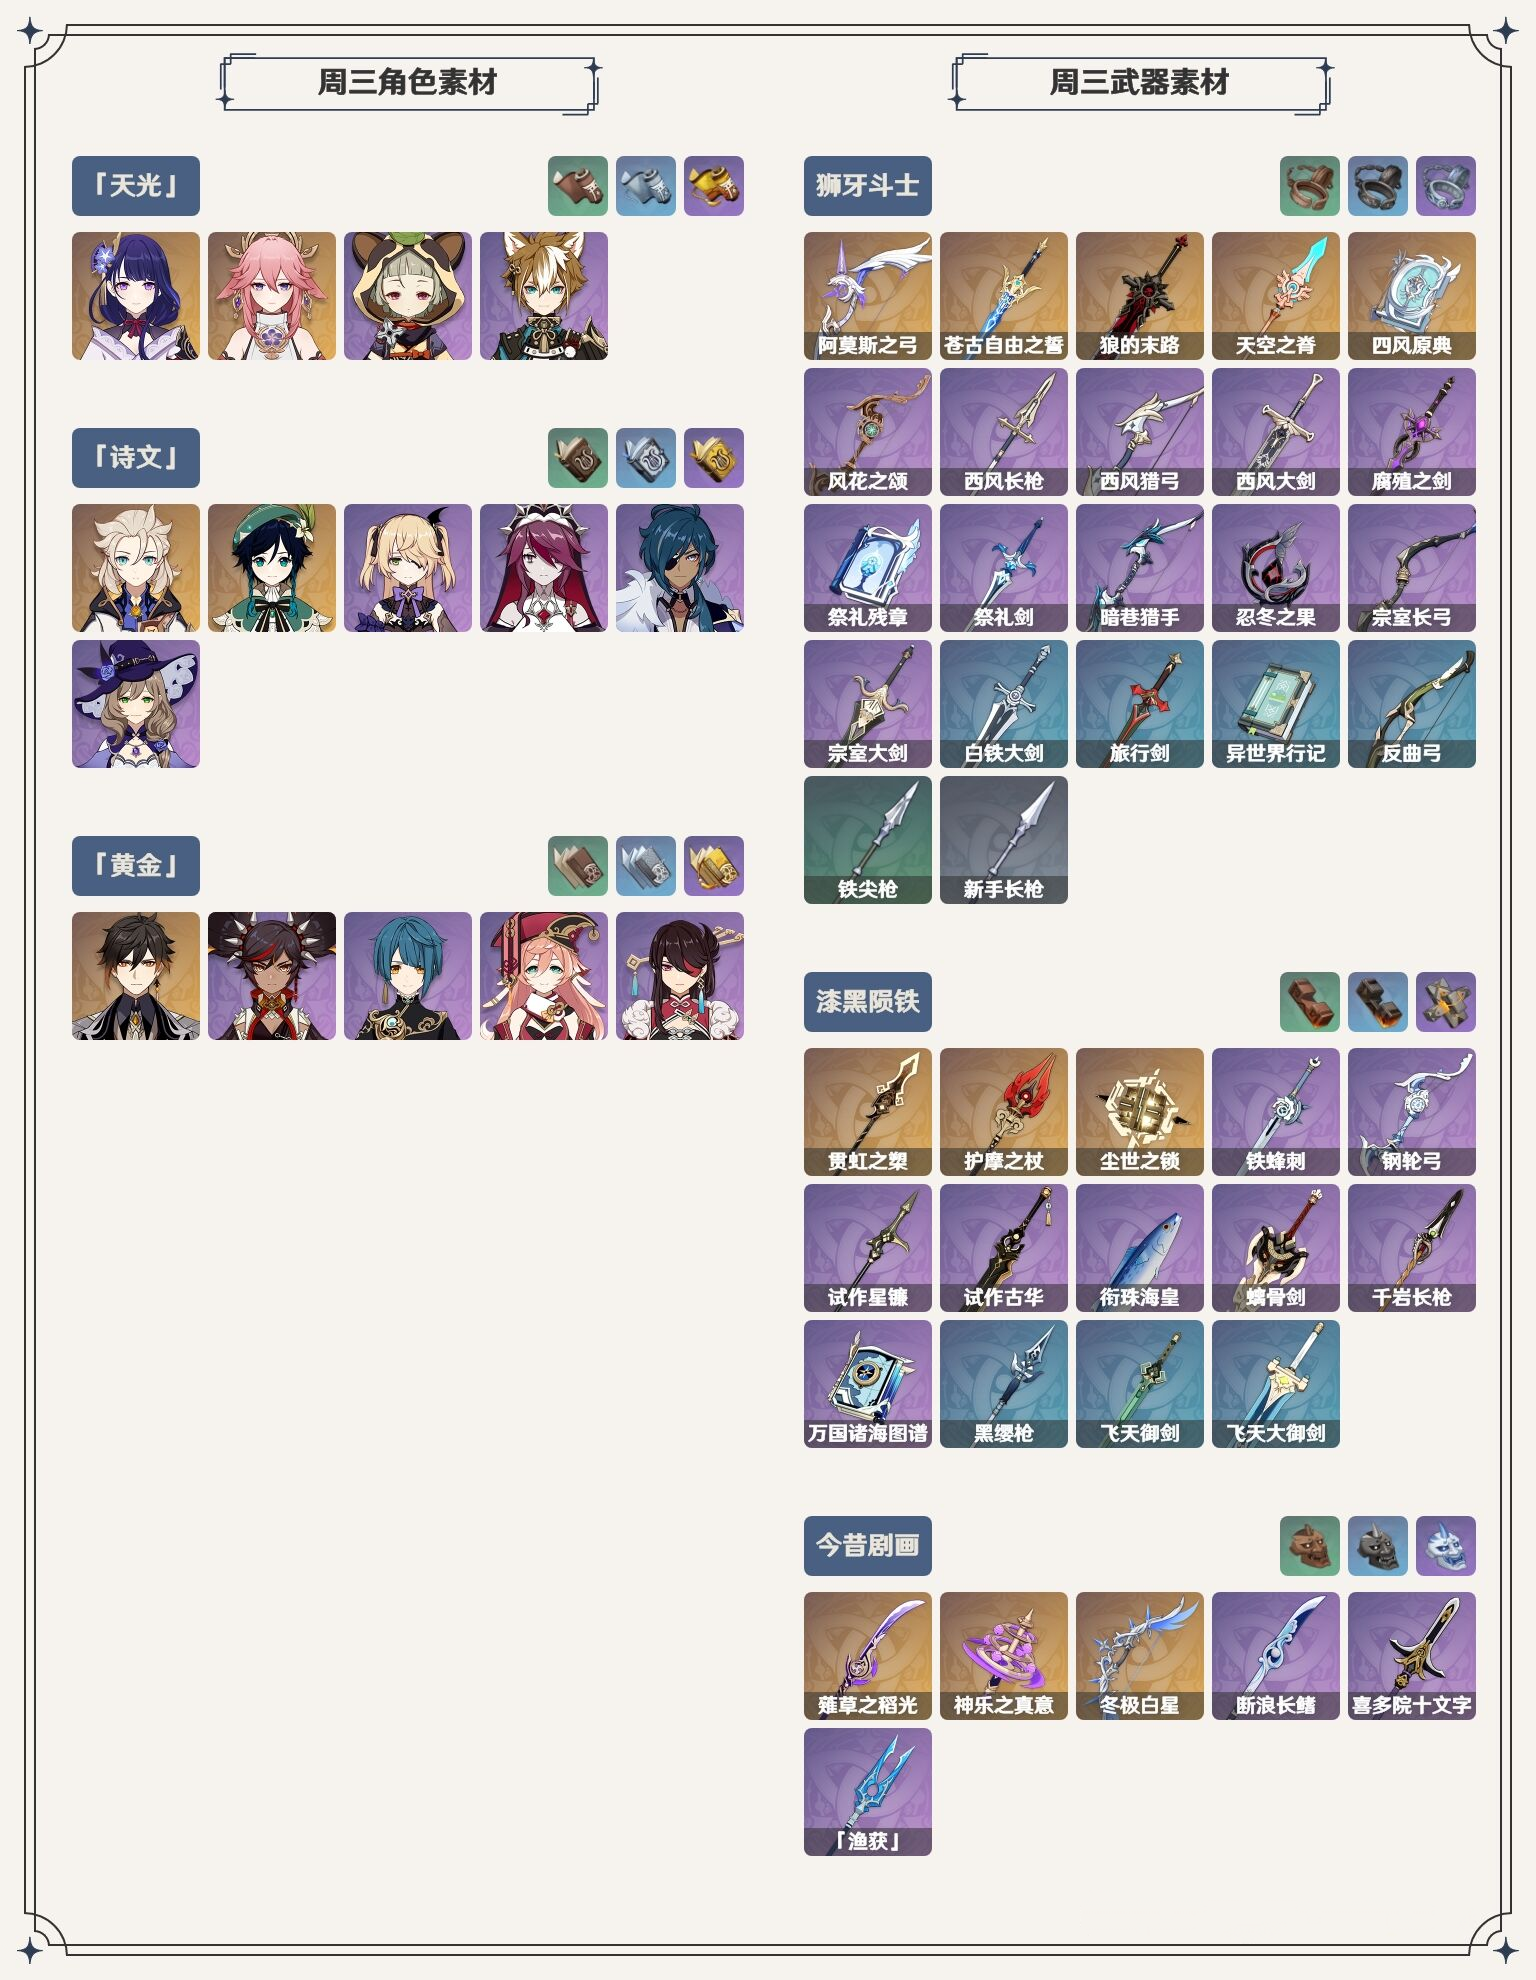 周三角色素材
「天光」
「诗文」
「黄金」
周三武器素材
狮牙斗士
阿莫斯之弓
苍古自由之誓
狼的末路
天空之脊
四风原典
风花之颂
西风长枪
西风猎弓
西风大剑
腐殖之剑
祭礼残章
祭礼剑
暗巷猎手
忍冬之果
宗室长弓
宗室大剑
白铁大剑
旅行剑
异世界行记
反曲弓
铁尖枪
新手长枪
漆黑陨铁
贯虹之槊
护摩之杖
尘世之锁
铁蜂刺
钢轮弓
试作星镰
试作古华
衔珠海皇
螭骨剑
千岩长枪
万国诸海图谱
黑缨枪
飞天御剑
飞天大御剑
今昔剧画
薙草之稻光
神乐之真意
冬极白星
断浪长鳍
喜多院十文字
「渔获」